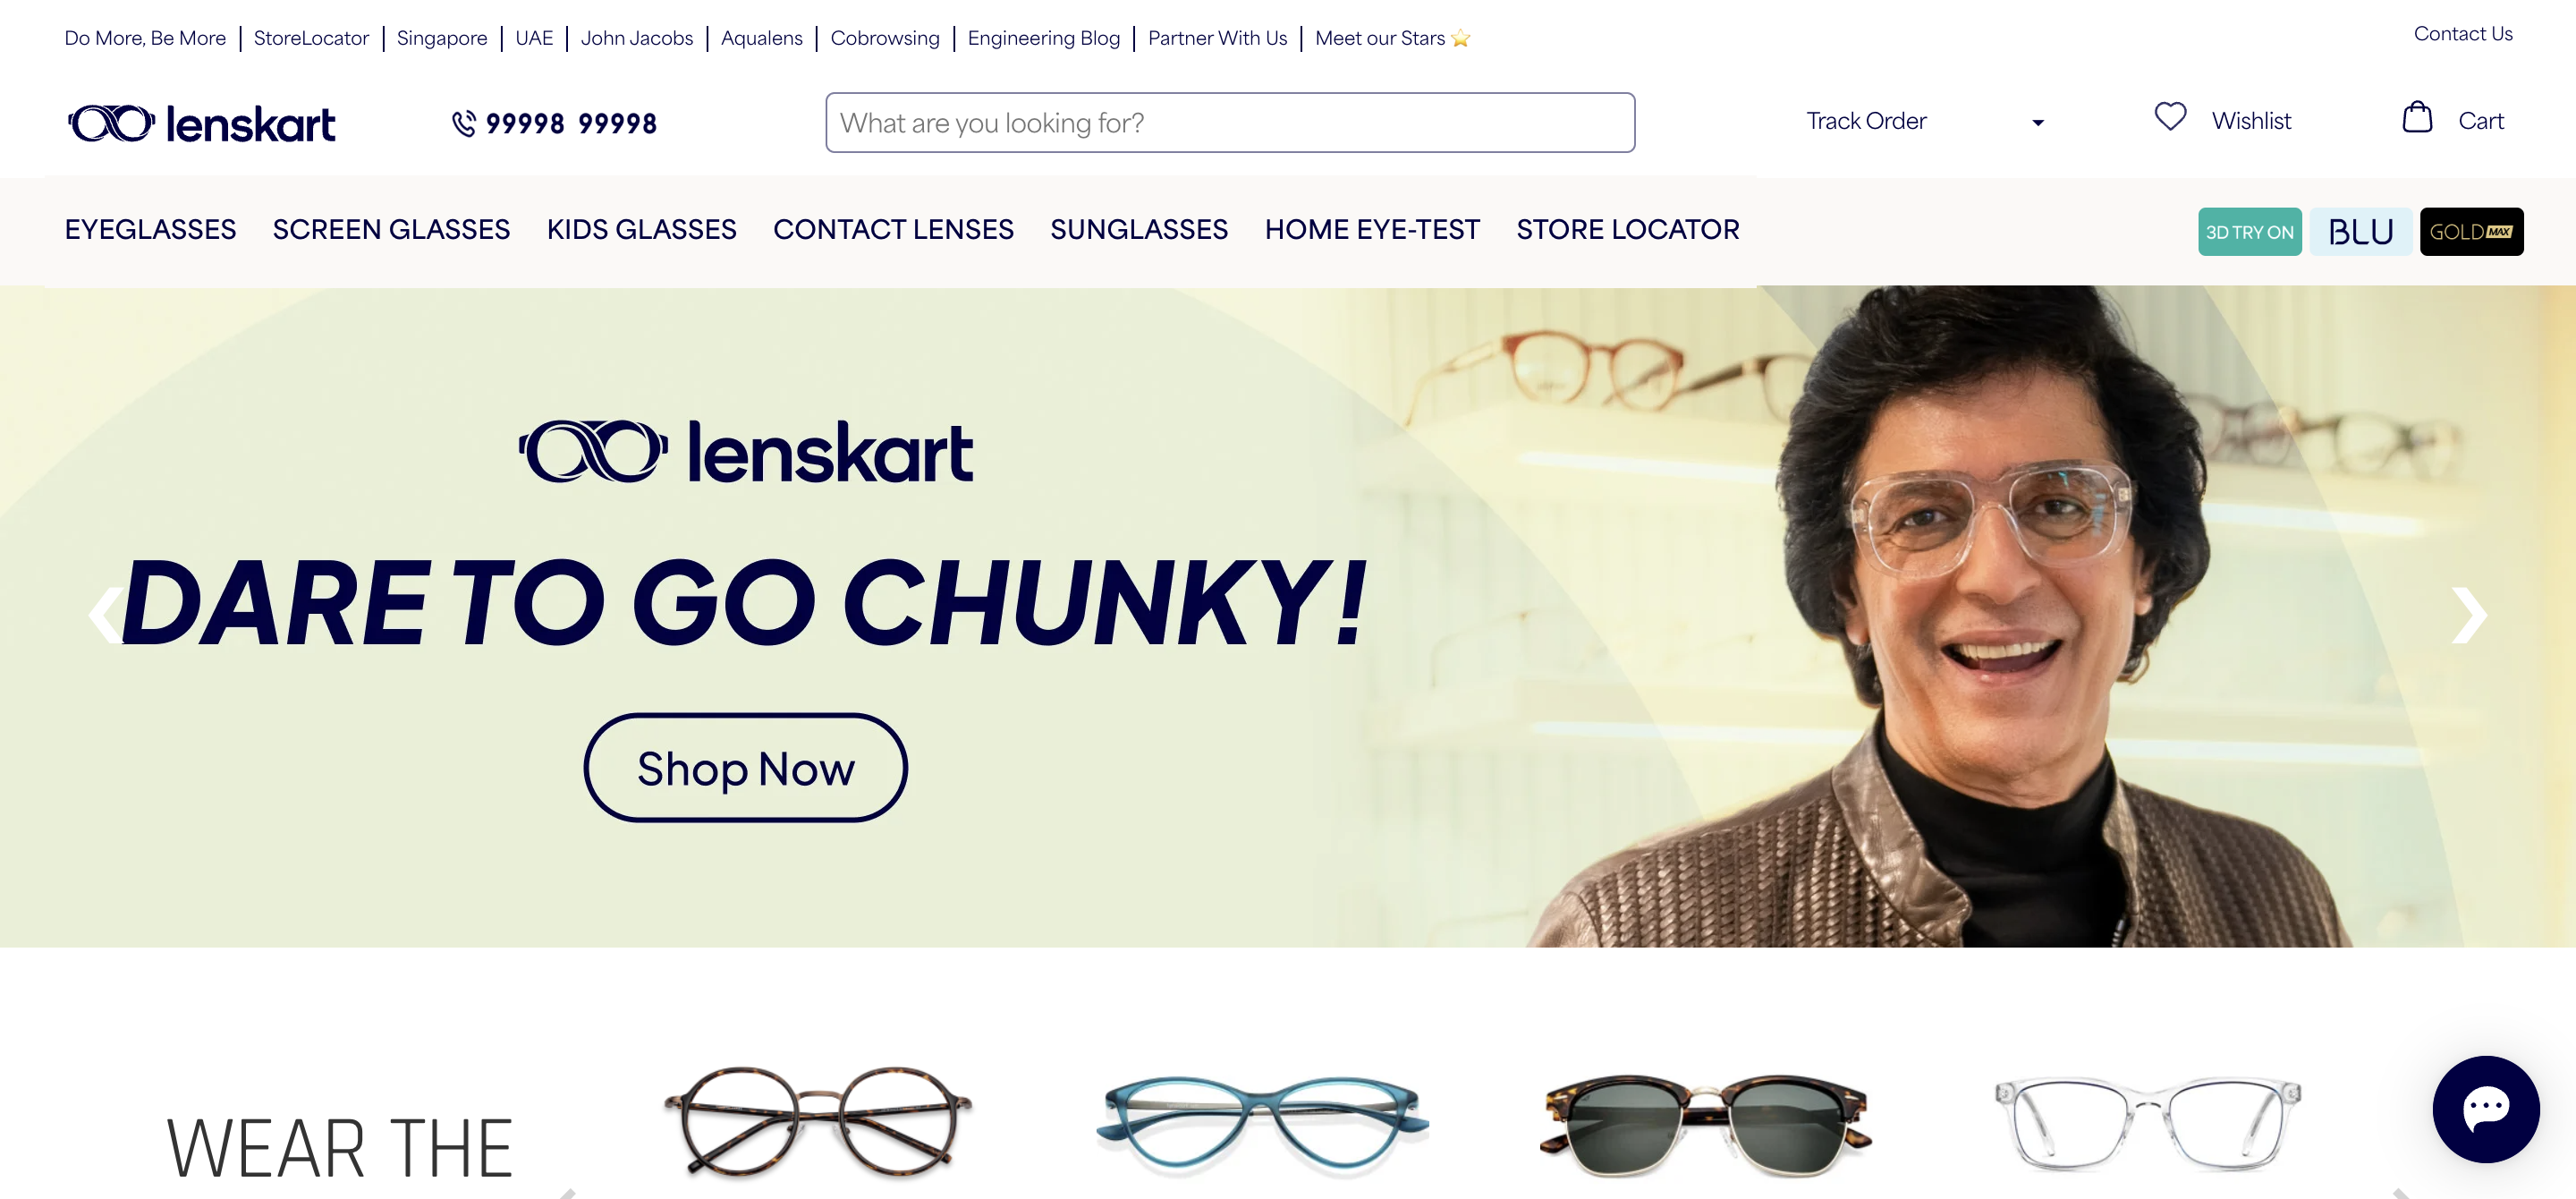 Do More, Be More | StoreLocator | Singapore | UAE | John Jacobs | Aqualens | Cobrowsing | Engineering Blog | Partner With Us | Meet our Stars ⭐ Contact Us
lenskart 99998 99998 What are you looking for? Track Order Wishlist Cart
EYEGLASSES SCREEN GLASSES KIDS GLASSES CONTACT LENSES SUNGLASSES HOME EYE-TEST STORE LOCATOR 3D TRY ON BLU GOLD MAX
lenskart
DARE TO GO CHUNKY!
Shop Now
WEAR THE